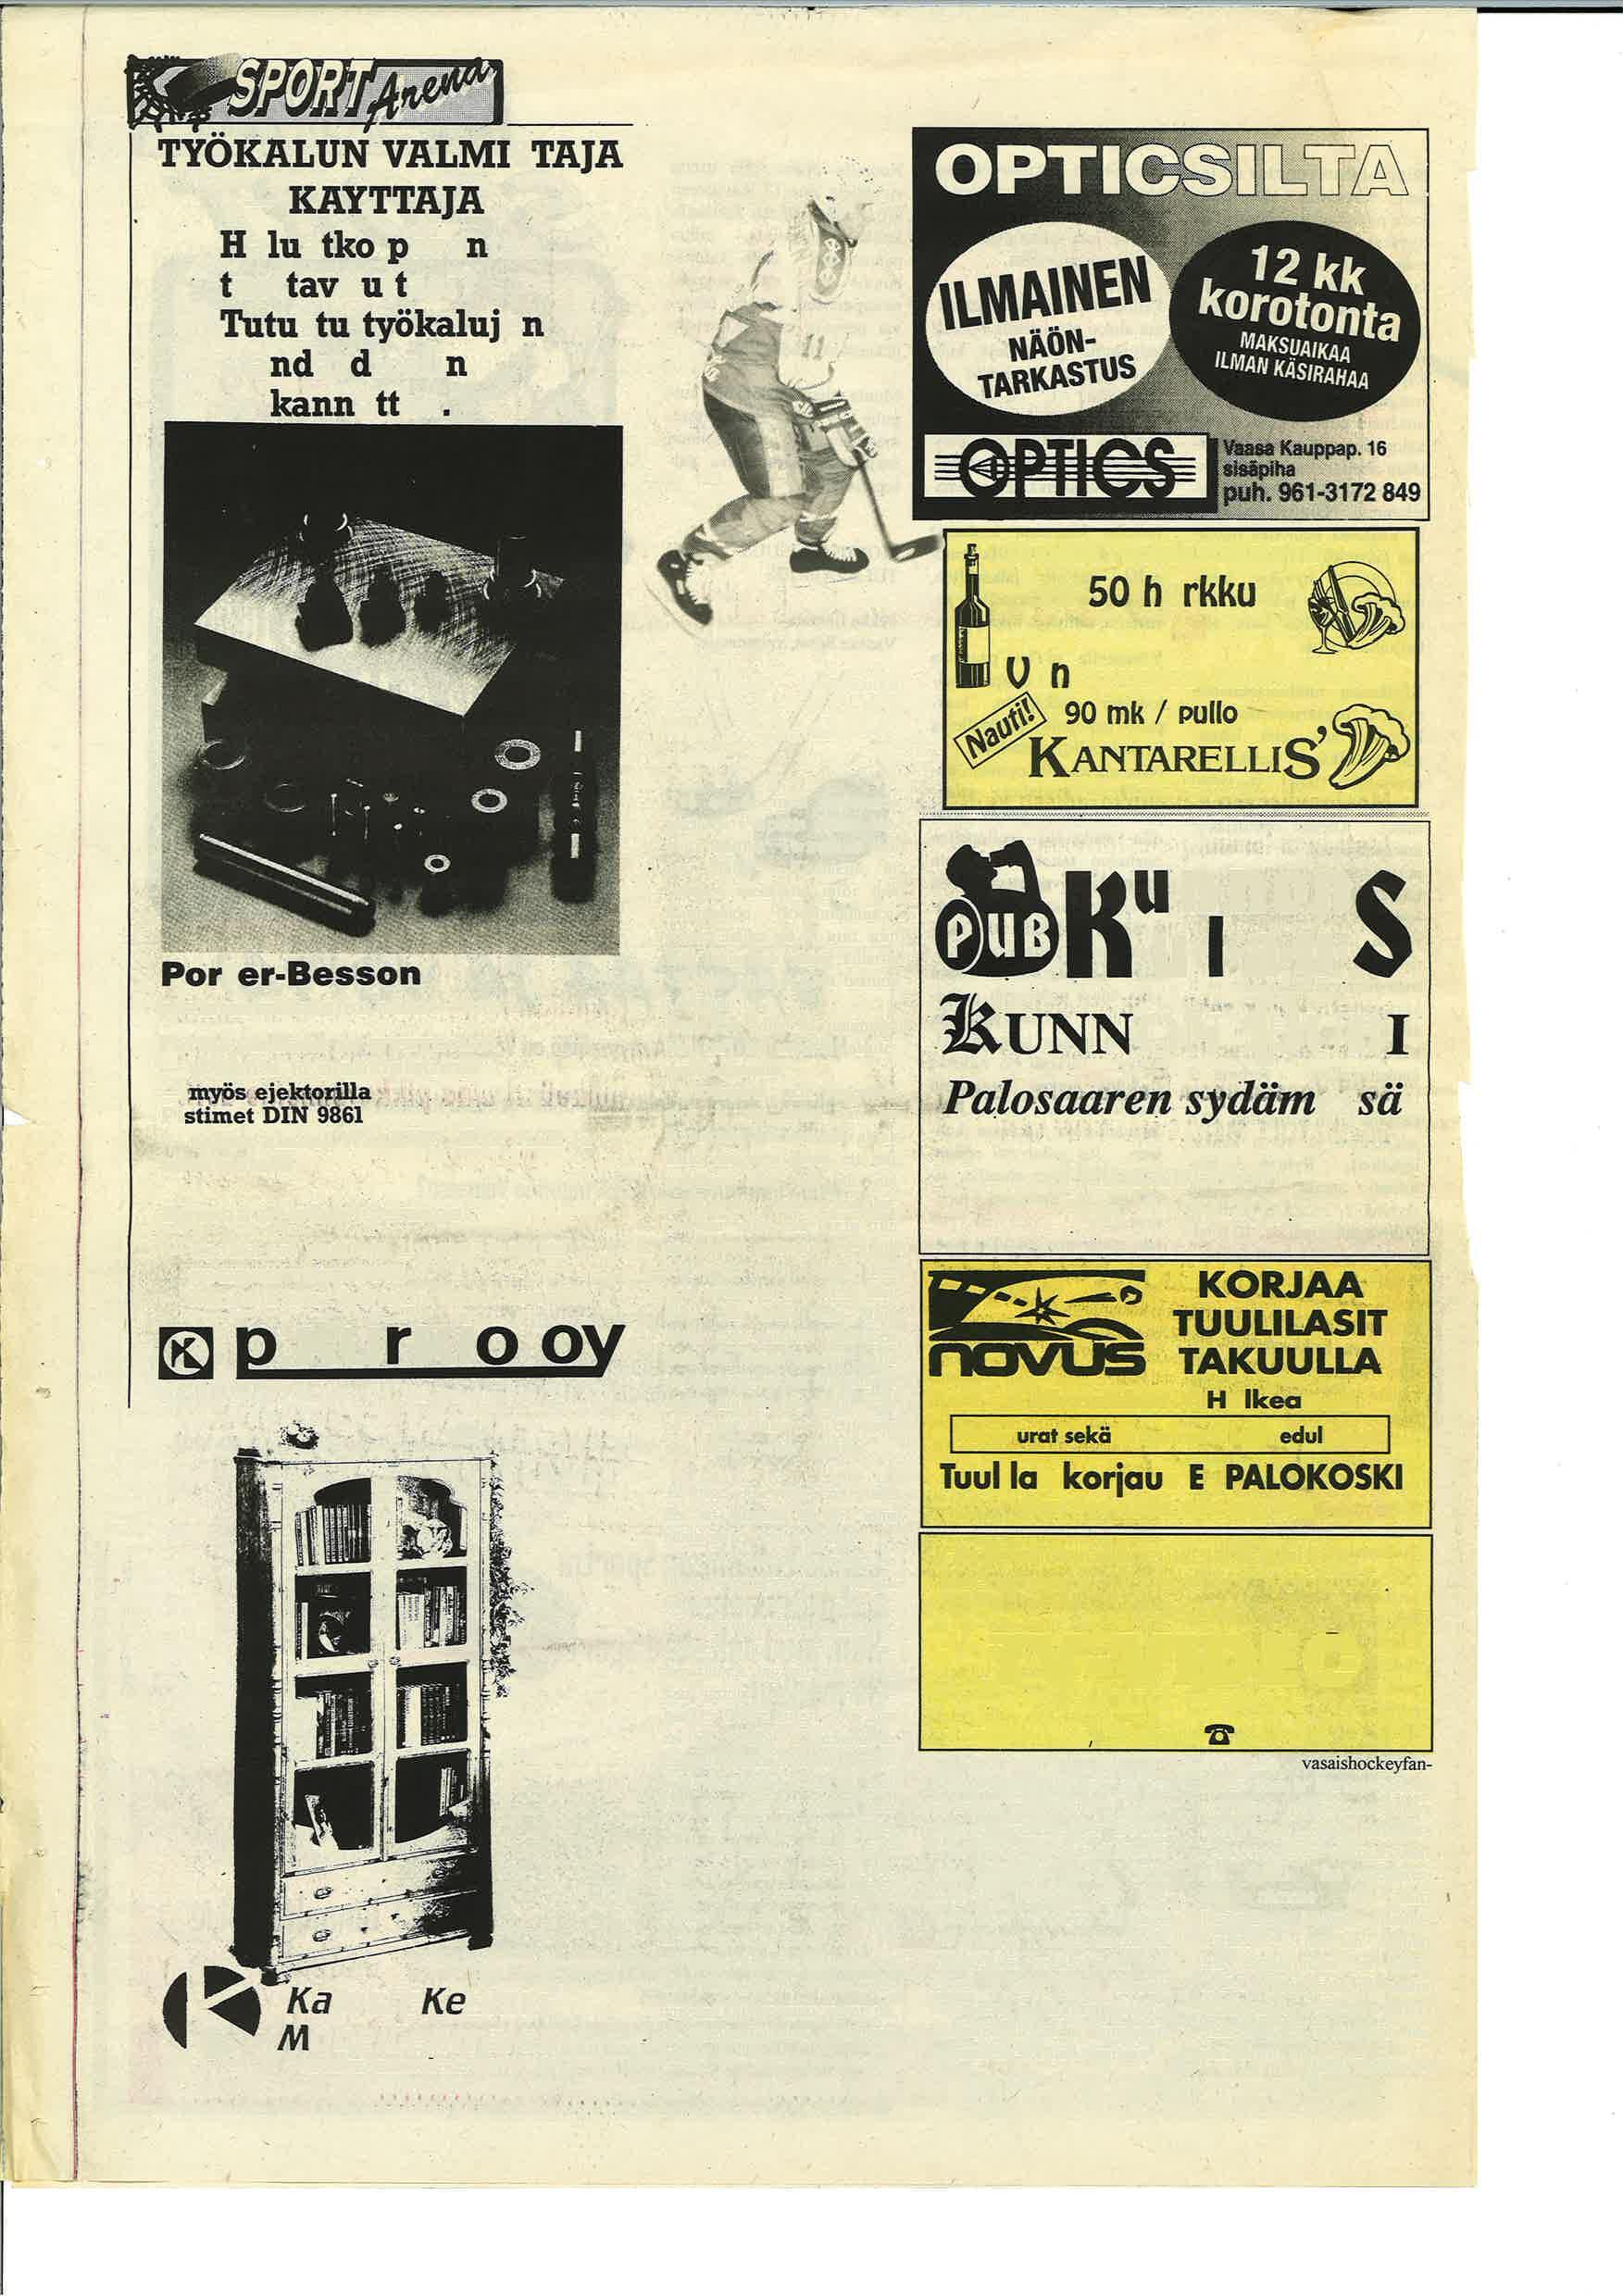 SPORT Arena
TYÖKALUN VALMI TAJA
KAYTTAJA
H lu tko p n
t tav u t
Tutu tu työkaluj n
nd d n
kann tt .
Por er-Besson
myös ejektorilla
stimet DIN 9861
p r o oy
Ka Ke
M
11
OPTICSILTA
ILMAINEN
NÄÖN-
TARKASTUS
12 kk
korotonta
MAKSUAIKAA
ILMAN KÄSIRAHAA
OPTICS
Vaasa Kauppap. 16
sisäpiha
puh. 961-3172 849
50 h rkku
V n
Nauti! 90 mk / pullo
KANTARELLIS'
PUB Ku I S
KUNN I
Palosaaren sydäm sä
novus
KORJAA
TUULILASIT
TAKUULLA
H lkea
urat sekä edul
Tuul la korjau E PALOKOSKI
vasaishockeyfan-